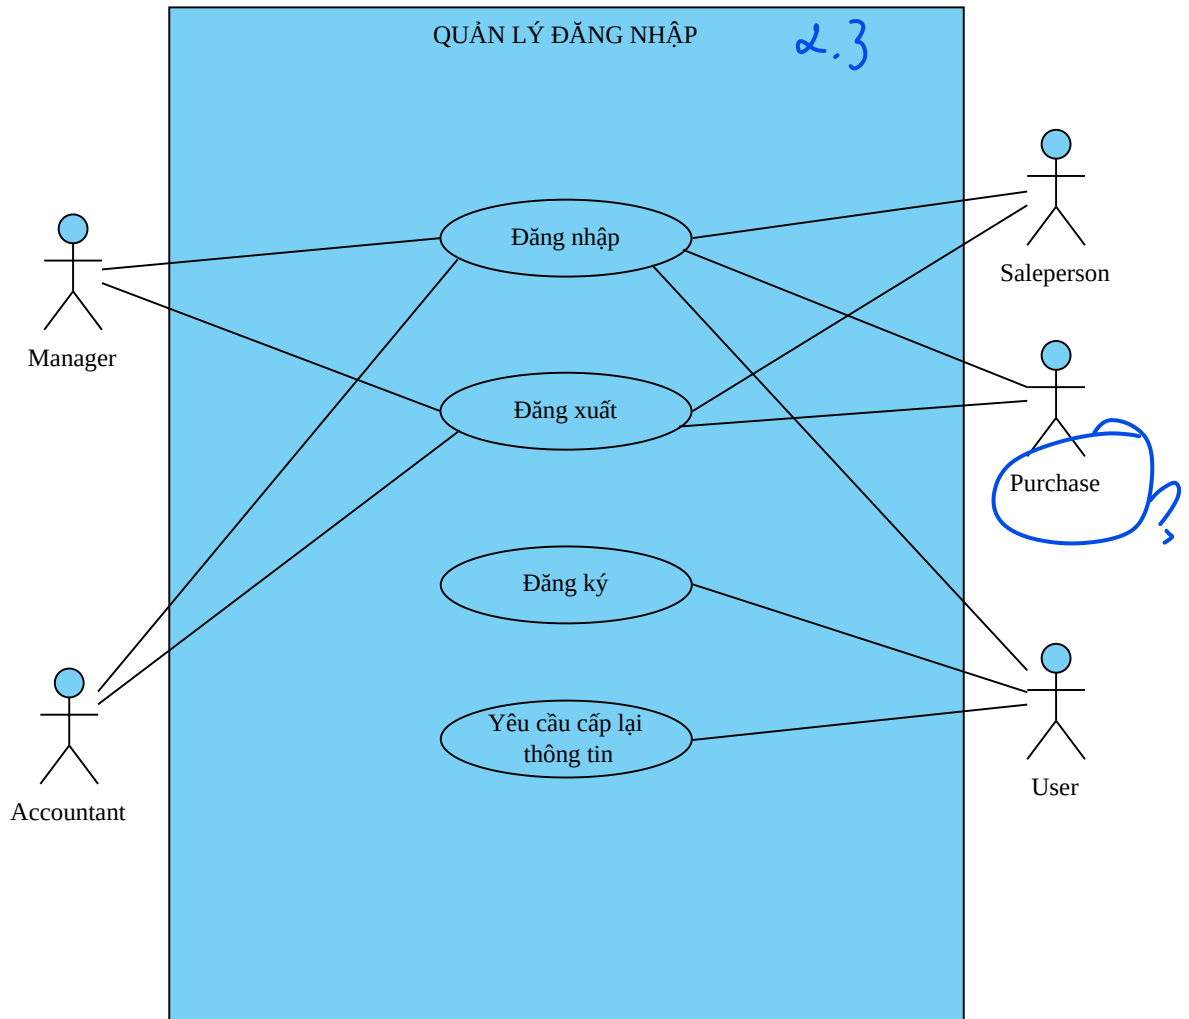 QUẢN LÝ ĐĂNG NHẬP
2.3
Đăng nhập
Saleperson
Manager
Đăng xuất
Purchase
?
Đăng ký
Yêu cầu cấp lại
thông tin
User
Accountant